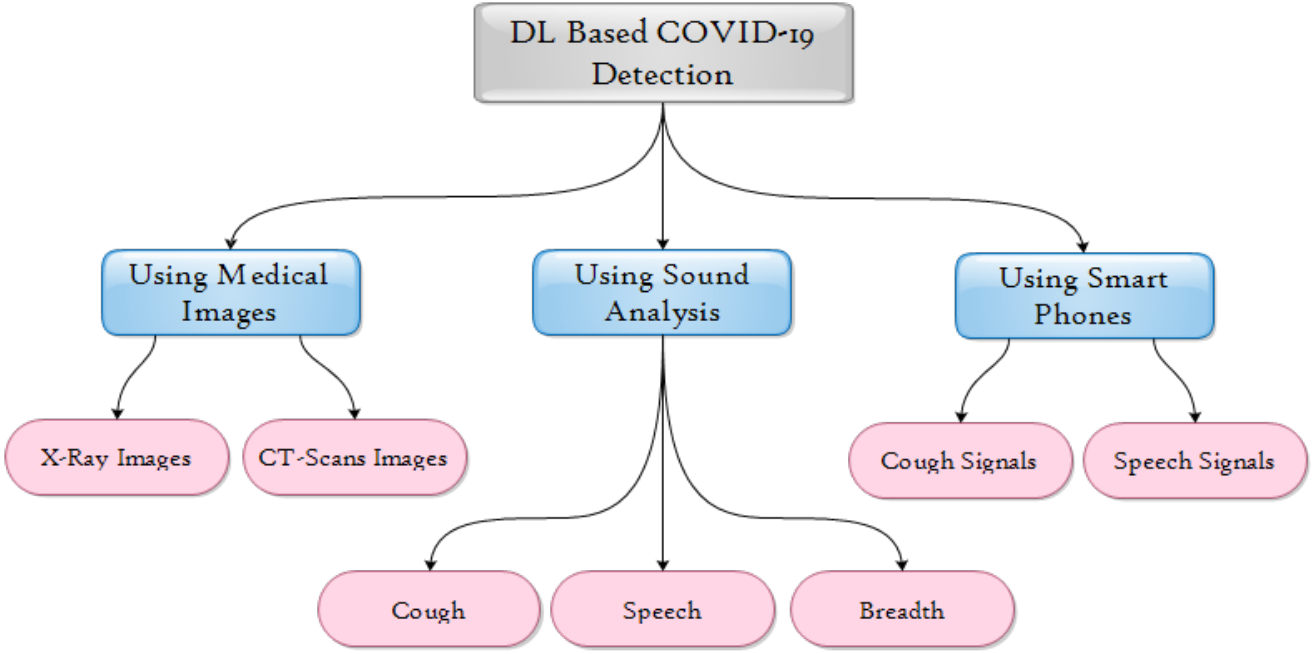 DL Based COVID-19
Detection
Using Medical
Images
Using Sound
Analysis
Using Smart
Phones
X-Ray Images
CT-Scans Images
Cough Signals
Speech Signals
Cough
Speech
Breadth